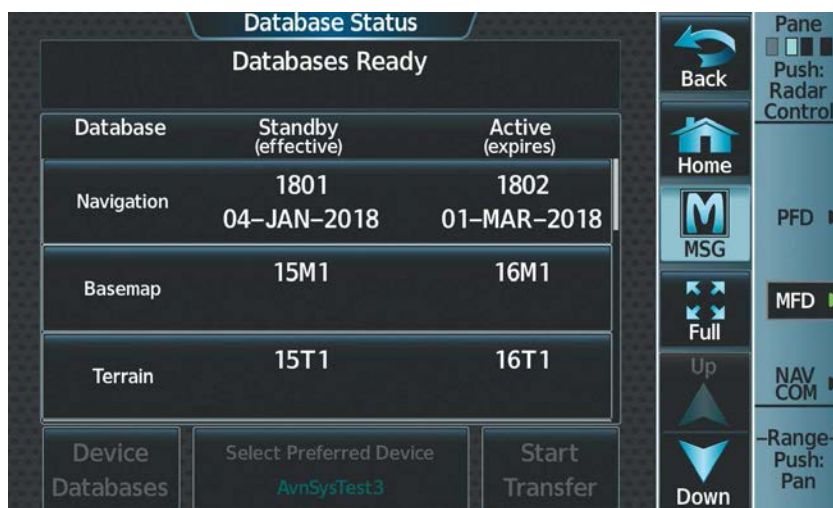 Database Status
Databases Ready
Database Standby (effective) Active (expires)
Navigation 1801 04–JAN–2018 1802 01–MAR–2018
Basemap 15M1 16M1
Terrain 15T1 16T1
Device Databases
Select Preferred Device
AvnSysTest3
Start Transfer
Back
Home
MSG
Full
Up
Down
Pane
Push:
Radar
Control
PFD
MFD
NAV
COM
–Range–
Push:
Pan